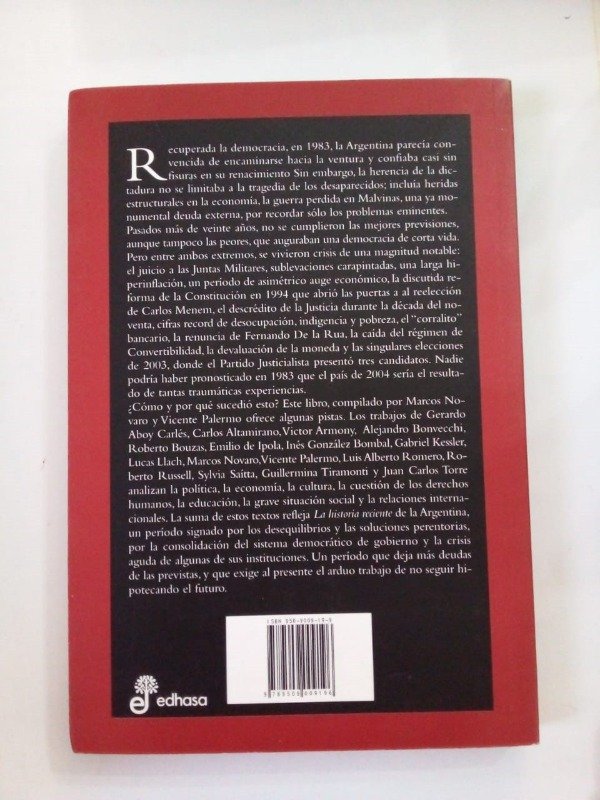 Recuperada la democracia, en 1983, la Argentina parecía con-
vencida de encaminarse hacia la ventura y confiaba casi sin
fisuras en su renacimiento Sin embargo, la herencia de la dic-
tadura no se limitaba a la tragedia de los desaparecidos; incluía heridas
estructurales en la economía, la guerra perdida en Malvinas, una ya mo-
numental deuda externa, por recordar sólo los problemas eminentes.
Pasados más de veinte años, no se cumplieron las mejores previsiones,
aunque tampoco las peores, que auguraban una democracia de corta vida.
Pero entre ambos extremos, se vivieron crisis de una magnitud notable:
el juicio a las Juntas Militares, sublevaciones carapintadas, una larga hi-
perinflación, un período de asimétrico auge económico, la discutida re-
forma de la Constitución en 1994 que abrió las puertas a al reelección
de Carlos Menem, el descrédito de la Justicia durante la década del no-
venta, cifras record de desocupación, indigencia y pobreza, el "corralito"
bancario, la renuncia de Fernando De la Rua, la caída del régimen de
Convertibilidad, la devaluación de la moneda y las singulares elecciones
de 2003, donde el Partido Justicialista presentó tres candidatos. Nadie
podría haber pronosticado en 1983 que el país de 2004 sería el resulta-
do de tantas traumáticas experiencias.
¿Cómo y por qué sucedió esto? Este libro, compilado por Marcos No-
varo y Vicente Palermo ofrece algunas pistas. Los trabajos de Gerardo
Aboy Carlés, Carlos Altamirano, Victor Armony, Alejandro Bonvecchi,
Roberto Bouzas, Emilio de Ipola, Inés González Bombal, Gabriel Kessler,
Lucas Llach, Marcos Novaro, Vicente Palermo, Luis Alberto Romero, Ro-
berto Russell, Sylvia Saítta, Guillermina Tiramonti y Juan Carlos Torre
analizan la política, la economía, la cultura, la cuestión de los derechos
humanos, la educación, la grave situación social y la relaciones interna-
cionales. La suma de estos textos refleja La historia reciente de la Argentina,
un período signado por los desequilibrios y las soluciones perentorias,
por la consolidación del sistema democrático de gobierno y la crisis
aguda de algunas de sus instituciones. Un período que deja más deudas
de las previstas, y que exige al presente el arduo trabajo de no seguir hi-
potecando el futuro.
ISBN 950-9009-19-9
9 789509 009196
edhasa